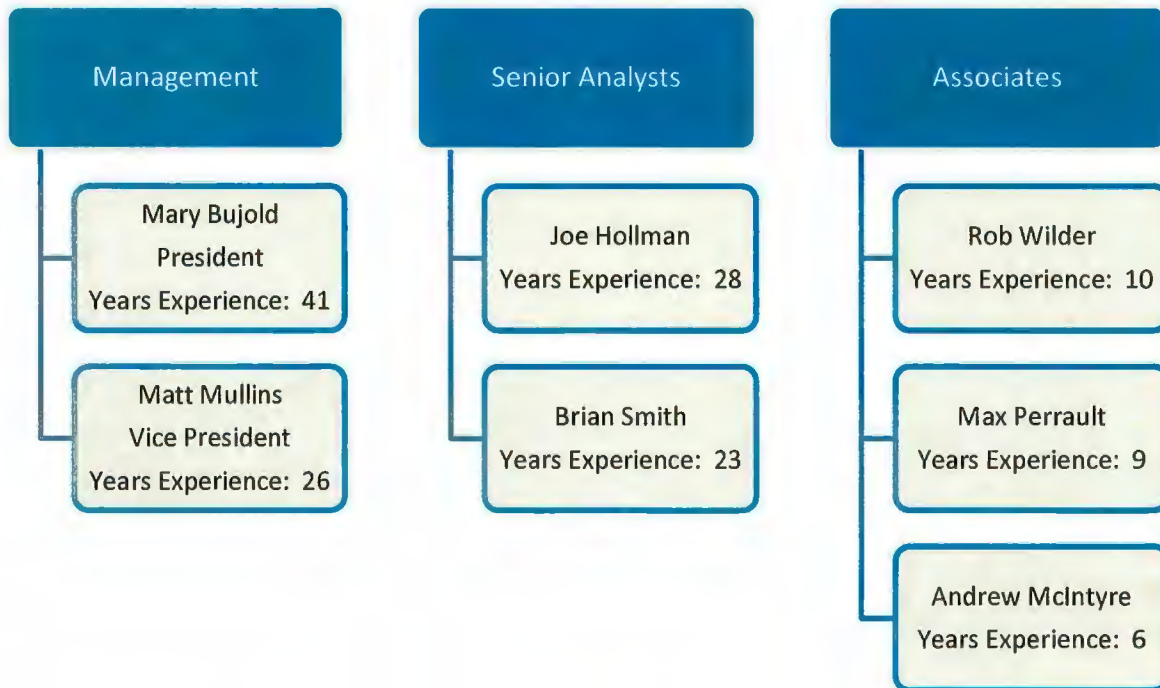 Management
Mary Bujold
President
Years Experience: 41
Matt Mullins
Vice President
Years Experience: 26
Senior Analysts
Joe Hollman
Years Experience: 28
Brian Smith
Years Experience: 23
Associates
Rob Wilder
Years Experience: 10
Max Perrault
Years Experience: 9
Andrew McIntyre
Years Experience: 6